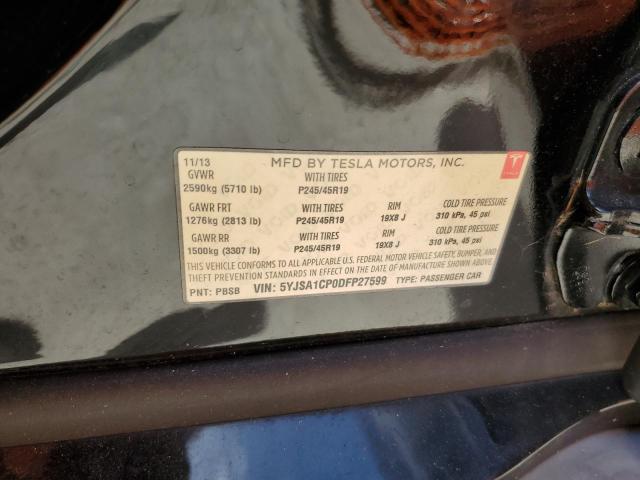 11/13 MFD BY TESLA MOTORS, INC.
GVWR WITH TIRES
2590kg (5710 lb) P245/45R19
GAWR FRT WITH TIRES RIM COLD TIRE PRESSURE
1276kg (2813 lb) P245/45R19 19X8 J 310 kPa, 45 psi
GAWR RR WITH TIRES RIM COLD TIRE PRESSURE
1500kg (3307 lb) P245/45R19 19X8 J 310 kPa, 45 psi
THIS VEHICLE CONFORMS TO ALL APPLICABLE U.S. FEDERAL MOTOR VEHICLE SAFETY, BUMPER, AND
THEFT PREVENTION STANDARDS IN EFFECT ON THE DATE OF MANUFACTURE SHOWN ABOVE.
PNT: PBSB VIN: 5YJSA1CP0DFP27599 TYPE: PASSENGER CAR
TESLA